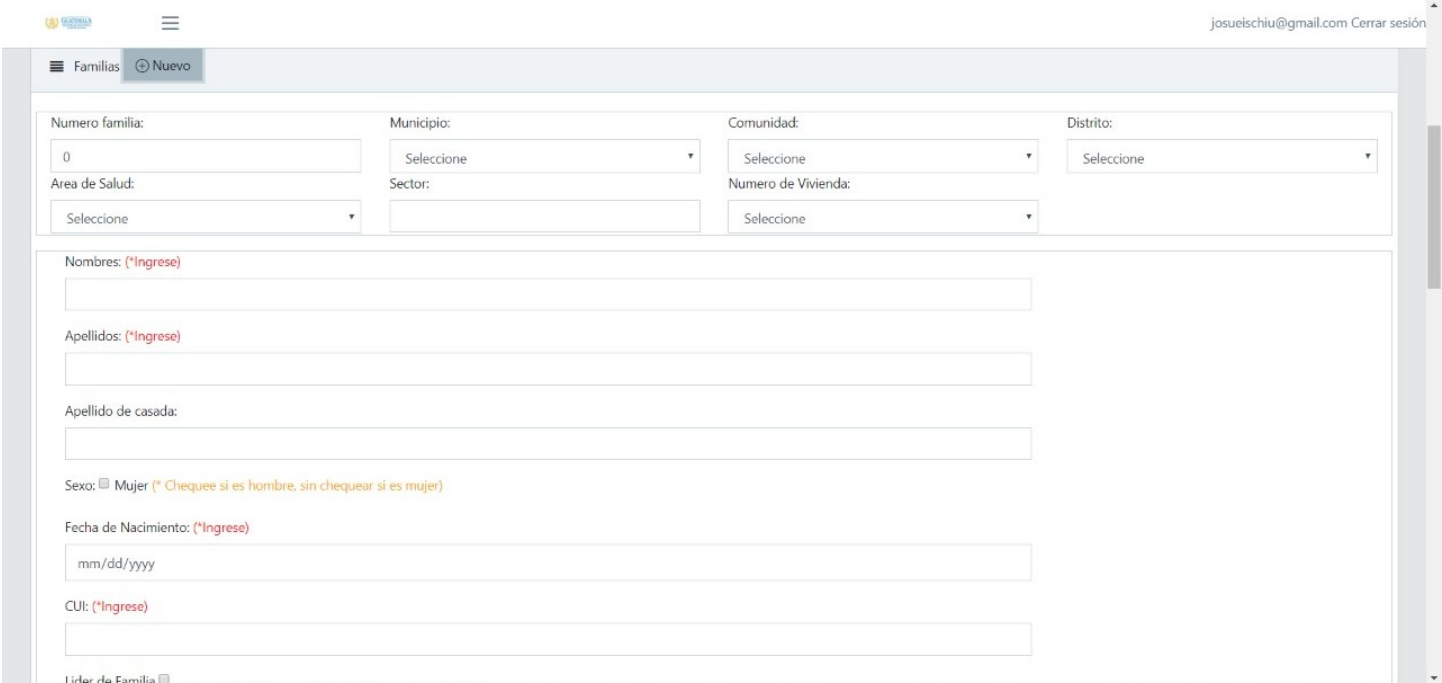 GUATEMALA
josueischiu@gmail.com Cerrar sesión
Familias Nuevo
Numero familia: Municipio: Comunidad: Distrito:
0 Seleccione Seleccione Seleccione
Area de Salud: Sector: Numero de Vivienda:
Seleccione Seleccione
Nombres: (*Ingrese)
Apellidos: (*Ingrese)
Apellido de casada:
Sexo: Mujer (* Chequee si es hombre, sin chequear si es mujer)
Fecha de Nacimiento: (*Ingrese)
mm/dd/yyyy
CUI: (*Ingrese)
Lider de Familia